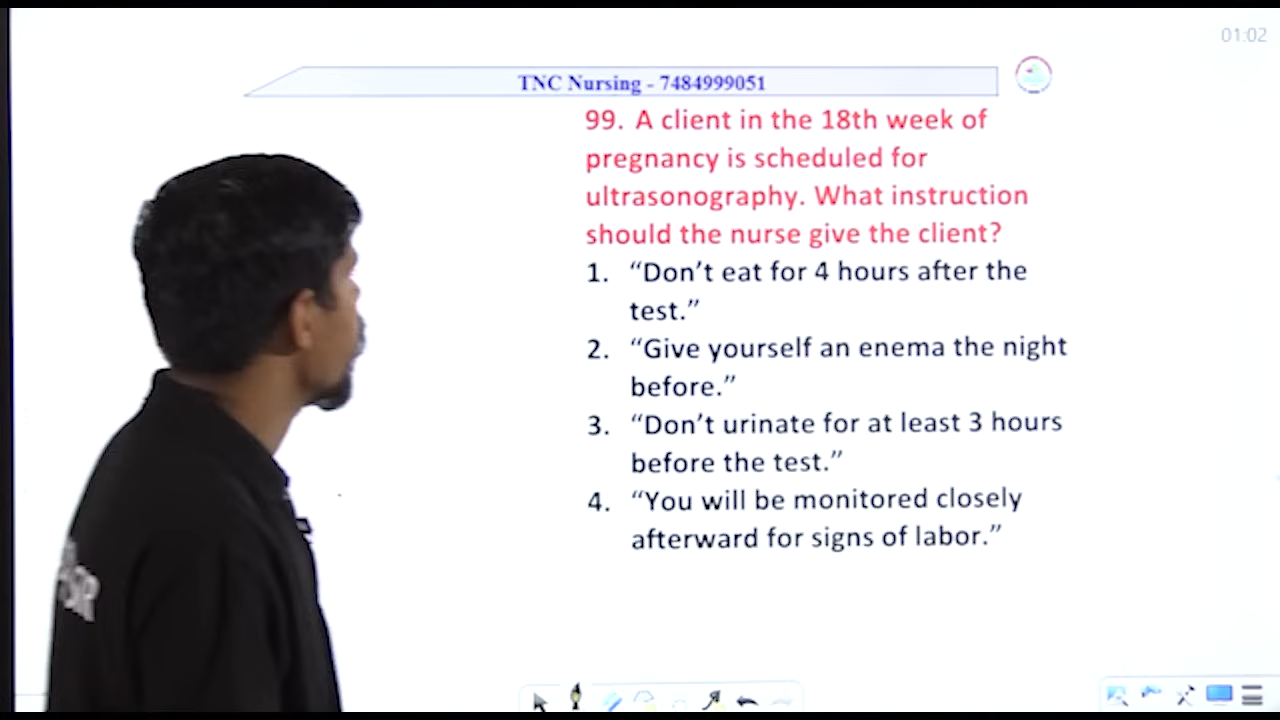 01:02
TNC Nursing - 7484999051
99. A client in the 18th week of
pregnancy is scheduled for
ultrasonography. What instruction
should the nurse give the client?
1. “Don’t eat for 4 hours after the
test.”
2. “Give yourself an enema the night
before.”
3. “Don’t urinate for at least 3 hours
before the test.”
4. “You will be monitored closely
afterward for signs of labor.”